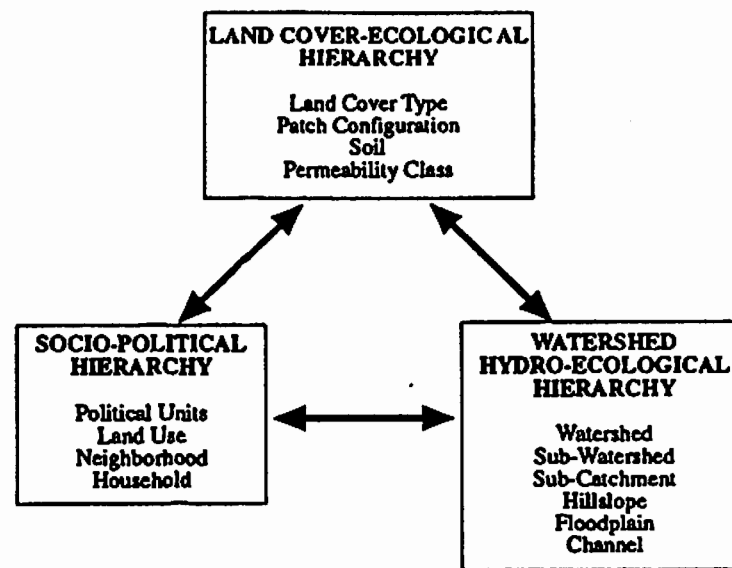 LAND COVER-ECOLOGICAL
HIERARCHY
Land Cover Type
Patch Configuration
Soil
Permeability Class
SOCIO-POLITICAL
HIERARCHY
Political Units
Land Use
Neighborhood
Household
WATERSHED
HYDRO-ECOLOGICAL
HIERARCHY
Watershed
Sub-Watershed
Sub-Catchment
Hillslope
Floodplain
Channel